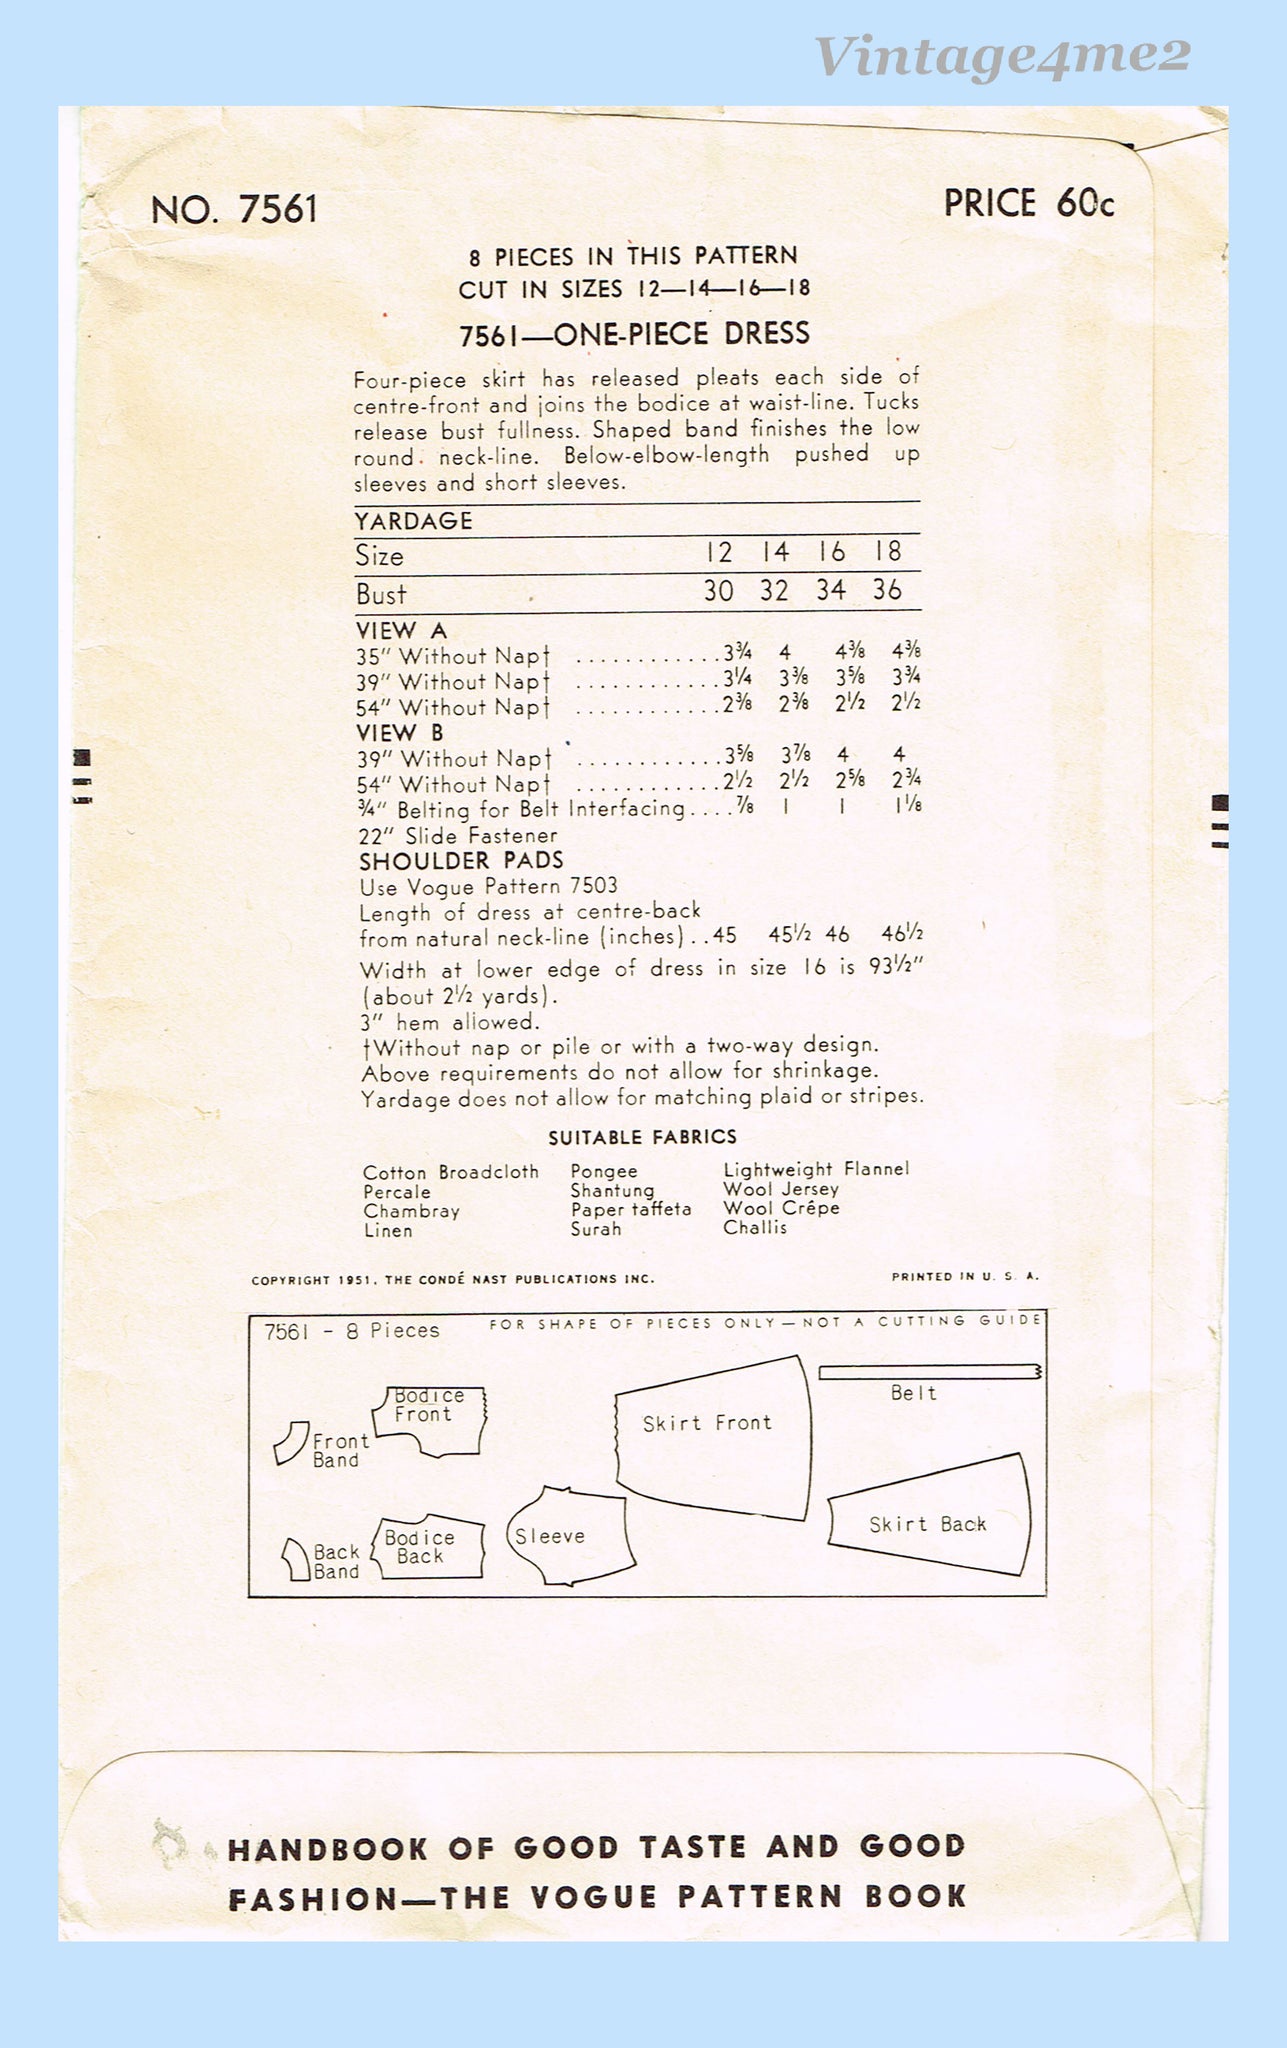 Vintage4me2
NO. 7561
PRICE 60c
8 PIECES IN THIS PATTERN
CUT IN SIZES 12—14—16—18
7561—ONE-PIECE DRESS
Four-piece skirt has released pleats each side of
centre-front and joins the bodice at waist-line. Tucks
release bust fullness. Shaped band finishes the low
round neck-line. Below-elbow-length pushed up
sleeves and short sleeves.
YARDAGE
Size 12 14 16 18
Bust 30 32 34 36
VIEW A
35″ Without Nap† ............3¾ 4 4⅜ 4⅜
39″ Without Nap† ............3¼ 3⅜ 3⅝ 3¾
54″ Without Nap† ............2⅜ 2⅜ 2½ 2½
VIEW B
39″ Without Nap† ............3⅝ 3⅞ 4 4
54″ Without Nap† ............2½ 2½ 2⅝ 2¾
¾″ Belting for Belt Interfacing....⅞ 1 1 1⅛
22″ Slide Fastener
SHOULDER PADS
Use Vogue Pattern 7503
Length of dress at centre-back
from natural neck-line (inches)..45 45½ 46 46½
Width at lower edge of dress in size 16 is 93½″
(about 2½ yards).
3″ hem allowed.
†Without nap or pile or with a two-way design.
Above requirements do not allow for shrinkage.
Yardage does not allow for matching plaid or stripes.
SUITABLE FABRICS
Cotton Broadcloth Pongee Lightweight Flannel
Percale Shantung Wool Jersey
Chambray Paper taffeta Wool Crêpe
Linen Surah Challis
COPYRIGHT 1951, THE CONDÉ NAST PUBLICATIONS INC.
PRINTED IN U. S. A.
7561 - 8 Pieces
FOR SHAPE OF PIECES ONLY—NOT A CUTTING GUIDE
Bodice
Front
Front
Band
Skirt Front
Belt
Back
Band
Bodice
Back
Sleeve
Skirt Back
HANDBOOK OF GOOD TASTE AND GOOD
FASHION—THE VOGUE PATTERN BOOK